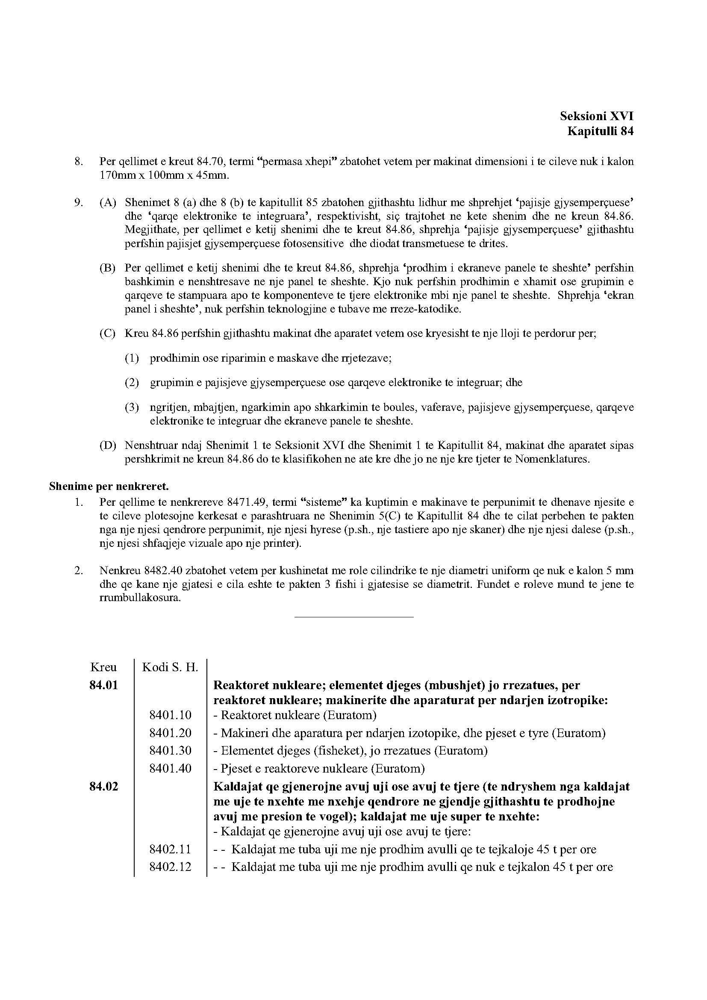 Seksioni XVI
Kapitulli 84
8. Per qellimet e kreut 84.70, termi “permasa xhepi” zbatohet vetem per makinat dimensioni i te cileve nuk i kalon
170mm x 100mm x 45mm.
9. (A) Shenimet 8 (a) dhe 8 (b) te kapitullit 85 zbatohen gjithashtu lidhur me shprehjet ‘pajisje gjysemperçuese’
dhe ‘qarqe elektronike te integruara’, respektivisht, siç trajtohet ne kete shenim dhe ne kreun 84.86.
Megjithate, per qellimet e ketij shenimi dhe te kreut 84.86, shprehja ‘pajisje gjysemperçuese’ gjithashtu
perfshin pajisjet gjysemperçuese fotosensitive dhe diodat transmetuese te drites.
(B) Per qellimet e ketij shenimi dhe te kreut 84.86, shprehja ‘prodhim i ekraneve panele te sheshte’ perfshin
bashkimin e nenshtresave ne nje panel te sheshte. Kjo nuk perfshin prodhimin e xhamit ose grupimin e
qarqeve te stampuara apo te komponenteve te tjere elektronike mbi nje panel te sheshte. Shprehja ‘ekran
panel i sheshte’, nuk perfshin teknologjine e tubave me rreze-katodike.
(C) Kreu 84.86 perfshin gjithashtu makinat dhe aparatet vetem ose kryesisht te nje lloji te perdorur per;
(1) prodhimin ose riparimin e maskave dhe rrjetezave;
(2) grupimin e pajisjeve gjysemperçuese ose qarqeve elektronike te integruar; dhe
(3) ngritjen, mbajtjen, ngarkimin apo shkarkimin te boules, vaferave, pajisjeve gjysemperçuese, qarqeve
elektronike te integruar dhe ekraneve panele te sheshte.
(D) Nenshtruar ndaj Shenimit 1 te Seksionit XVI dhe Shenimit 1 te Kapitullit 84, makinat dhe aparatet sipas
pershkrimit ne kreun 84.86 do te klasifikohen ne ate kre dhe jo ne nje kre tjeter te Nomenklatures.
Shenime per nenkreret.
1. Per qellime te nenkrereve 8471.49, termi “sisteme” ka kuptimin e makinave te perpunimit te dhenave njesite e
te cileve plotesojne kerkesat e parashtruara ne Shenimin 5(C) te Kapitullit 84 dhe te cilat perbehen te pakten
nga nje njesi qendrore perpunimit, nje njesi hyrese (p.sh., nje tastiere apo nje skaner) dhe nje njesi dalese (p.sh.,
nje njesi shfaqjeje vizuale apo nje printer).
2. Nenkreu 8482.40 zbatohet vetem per kushinetat me role cilindrike te nje diametri uniform qe nuk e kalon 5 mm
dhe qe kane nje gjatesi e cila eshte te pakten 3 fishi i gjatesise se diametrit. Fundet e roleve mund te jene te
rrumbullakosura.
Kreu Kodi S. H.
84.01 Reaktoret nukleare; elementet djeges (mbushjet) jo rrezatues, per
reaktoret nukleare; makinerite dhe aparaturat per ndarjen izotropike:
8401.10 - Reaktoret nukleare (Euratom)
8401.20 - Makineri dhe aparatura per ndarjen izotopike, dhe pjeset e tyre (Euratom)
8401.30 - Elementet djeges (fisheket), jo rrezatues (Euratom)
8401.40 - Pjeset e reaktoreve nukleare (Euratom)
84.02 Kaldajat qe gjenerojne avuj uji ose avuj te tjere (te ndryshem nga kaldajat
me uje te nxehte me nxehje qendrore ne gjendje gjithashtu te prodhojne
avuj me presion te vogel); kaldajat me uje super te nxehte:
- Kaldajat qe gjenerojne avuj uji ose avuj te tjere:
8402.11 - - Kaldajat me tuba uji me nje prodhim avulli qe te tejkaloje 45 t per ore
8402.12 - - Kaldajat me tuba uji me nje prodhim avulli qe nuk e tejkalon 45 t per ore